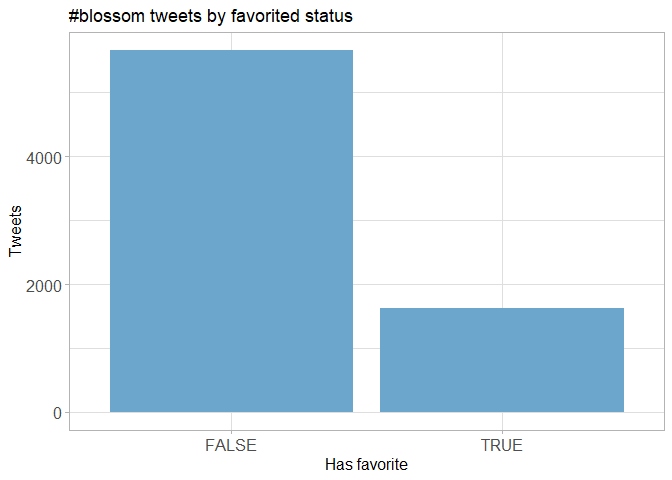 #blossom tweets by favorited status
Tweets
4000
2000
0
FALSE TRUE
Has favorite